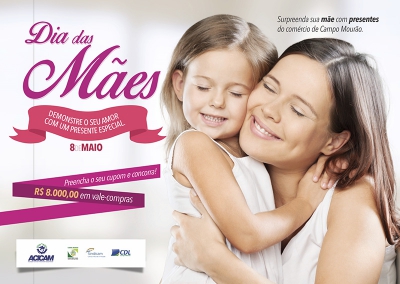 Dia das
Mães
DEMONSTRE O SEU AMOR
COM UM PRESENTE ESPECIAL
8 DE MAIO
Preencha o seu cupom e concorra!
R$ 8.000,00 em vale-compras
Surpreenda sua mãe com presentes
do comércio de Campo Mourão.
ACICAM
CDL